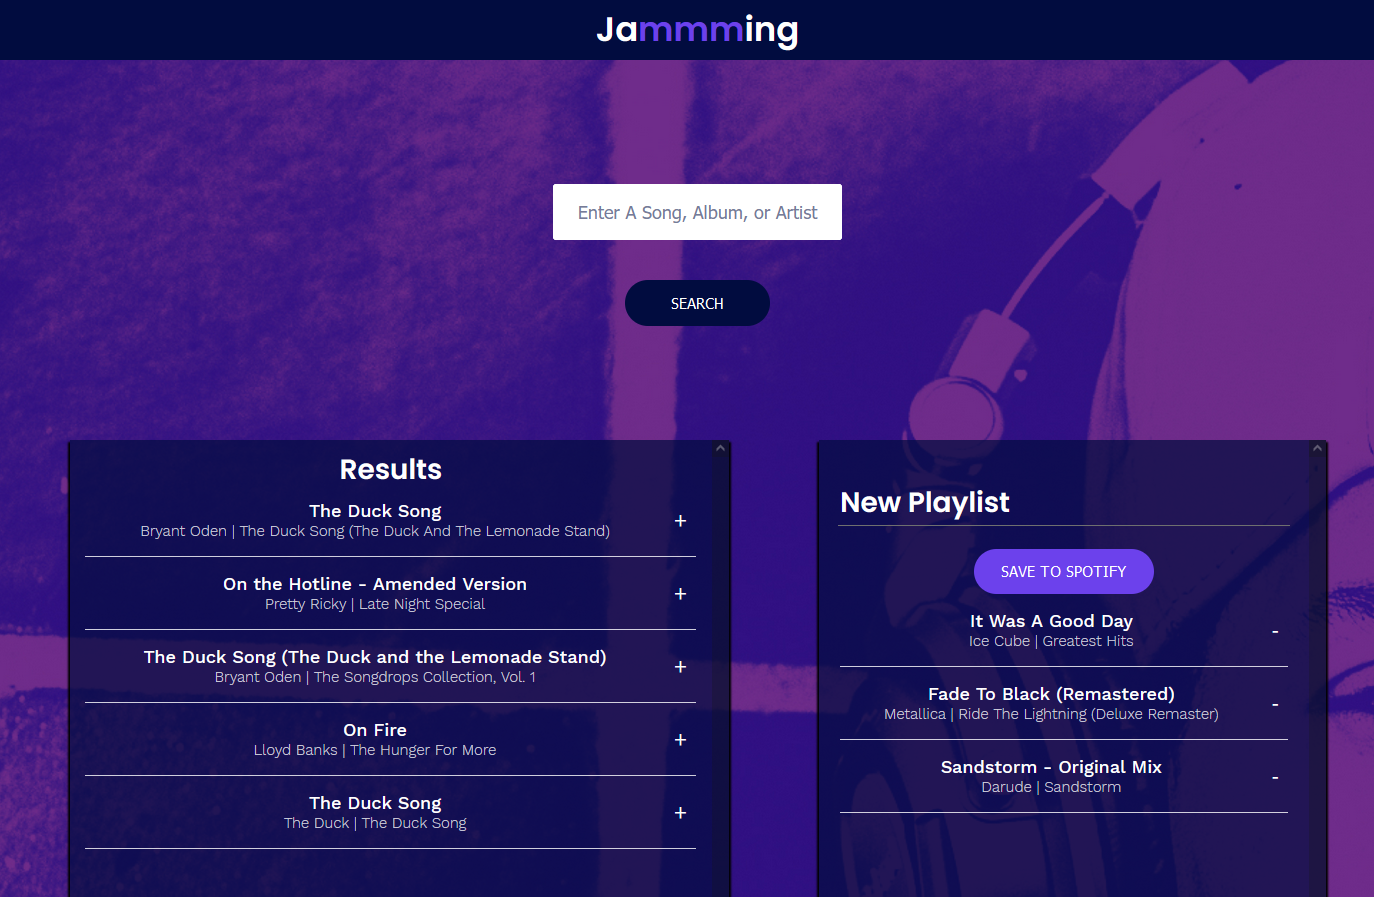 Jammming
Enter A Song, Album, or Artist
SEARCH
Results
The Duck Song
Bryant Oden | The Duck Song (The Duck And The Lemonade Stand)
+
On the Hotline - Amended Version
Pretty Ricky | Late Night Special
+
The Duck Song (The Duck and the Lemonade Stand)
Bryant Oden | The Songdrops Collection, Vol. 1
+
On Fire
Lloyd Banks | The Hunger For More
+
The Duck Song
The Duck | The Duck Song
+
New Playlist
SAVE TO SPOTIFY
It Was A Good Day
Ice Cube | Greatest Hits
-
Fade To Black (Remastered)
Metallica | Ride The Lightning (Deluxe Remaster)
-
Sandstorm - Original Mix
Darude | Sandstorm
-